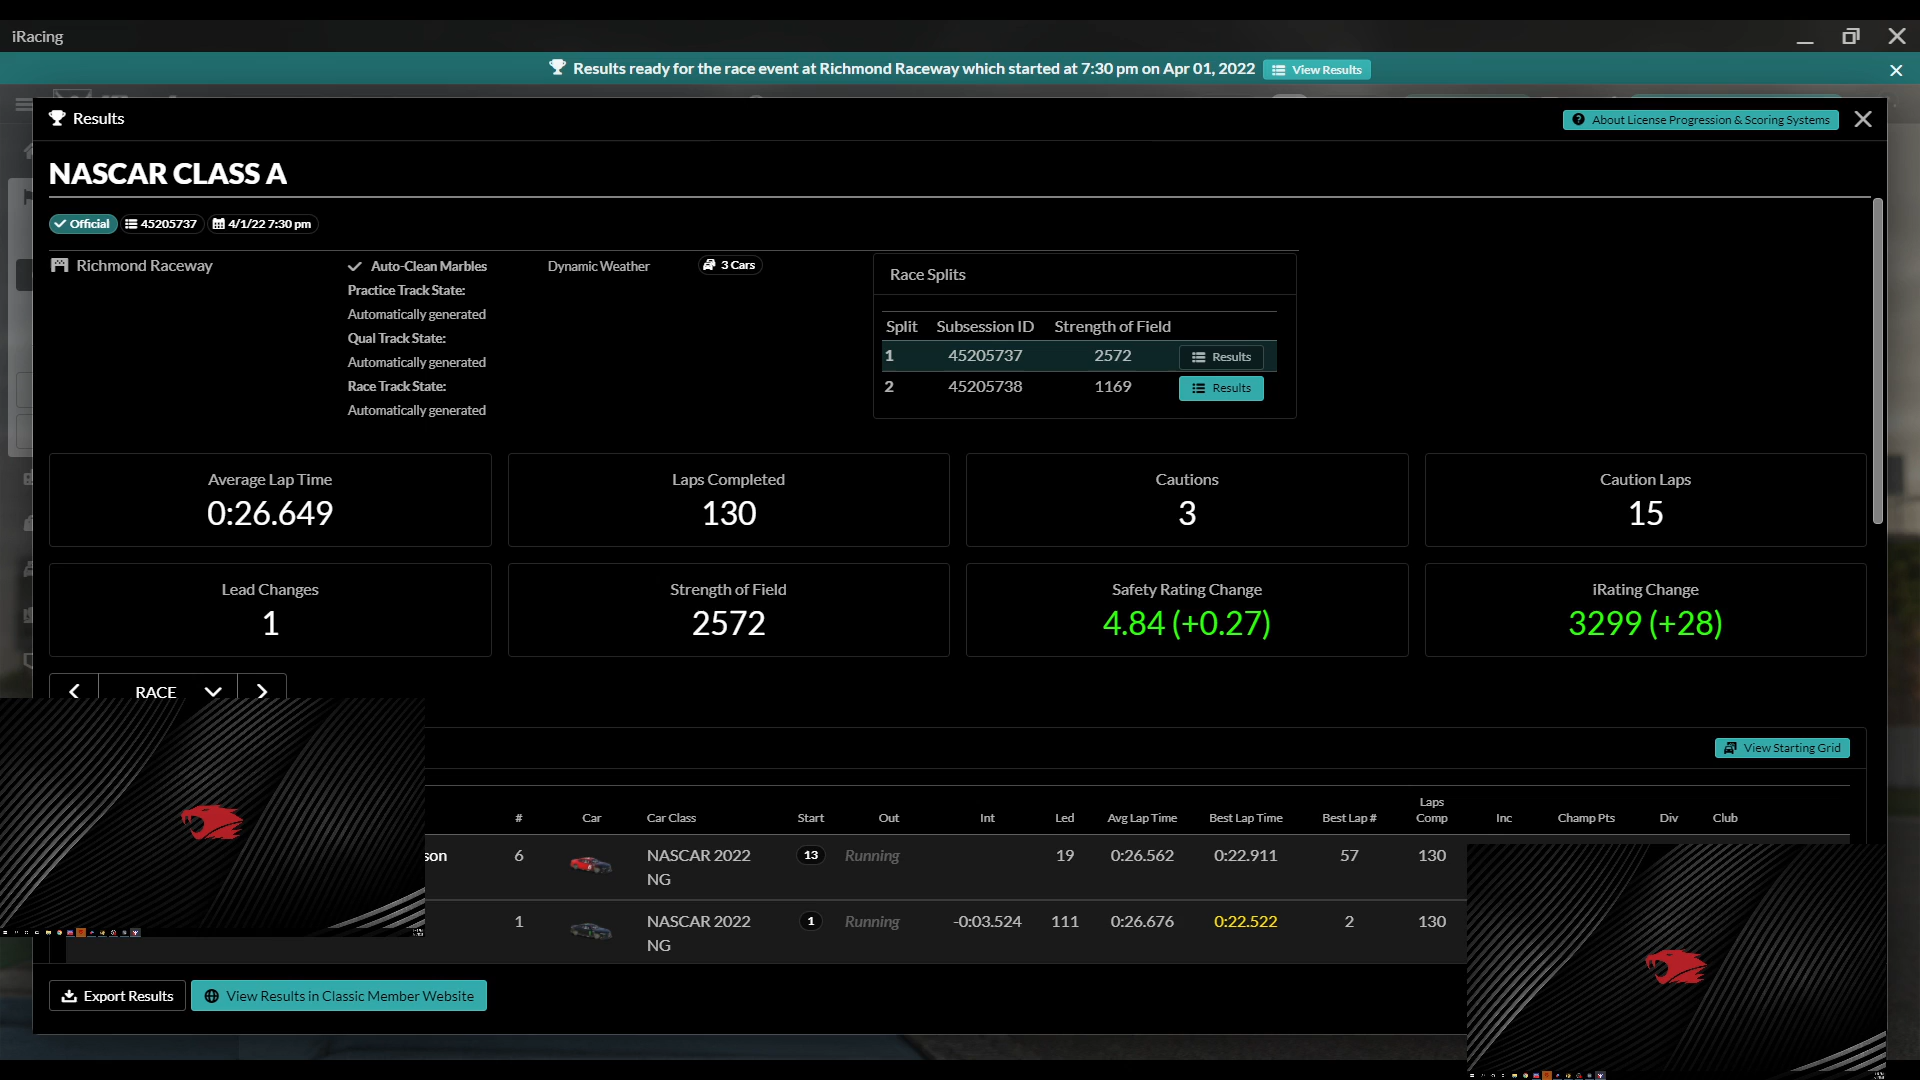 iRacing
Results ready for the race event at Richmond Raceway which started at 7:30 pm on Apr 01, 2022 View Results
Results
About License Progression & Scoring Systems
NASCAR CLASS A
Official 45205737 4/1/22 7:30 pm
Richmond Raceway
Auto-Clean Marbles
Practice Track State:
Automatically generated
Qual Track State:
Automatically generated
Race Track State:
Automatically generated
Dynamic Weather
3 Cars
Race Splits
Split Subsession ID Strength of Field
1 45205737 2572 Results
2 45205738 1169 Results
Average Lap Time
0:26.649
Laps Completed
130
Cautions
3
Caution Laps
15
Lead Changes
1
Strength of Field
2572
Safety Rating Change
4.84 (+0.27)
iRating Change
3299 (+28)
RACE
View Starting Grid
# Car Car Class Start Out Int Led Avg Lap Time Best Lap Time Best Lap # Laps Comp Inc Champ Pts Div Club
son 6 NASCAR 2022 NG 13 Running 19 0:26.562 0:22.911 57 130
1 NASCAR 2022 NG 1 Running -0:03.524 111 0:26.676 0:22.522 2 130
Export Results
View Results in Classic Member Website